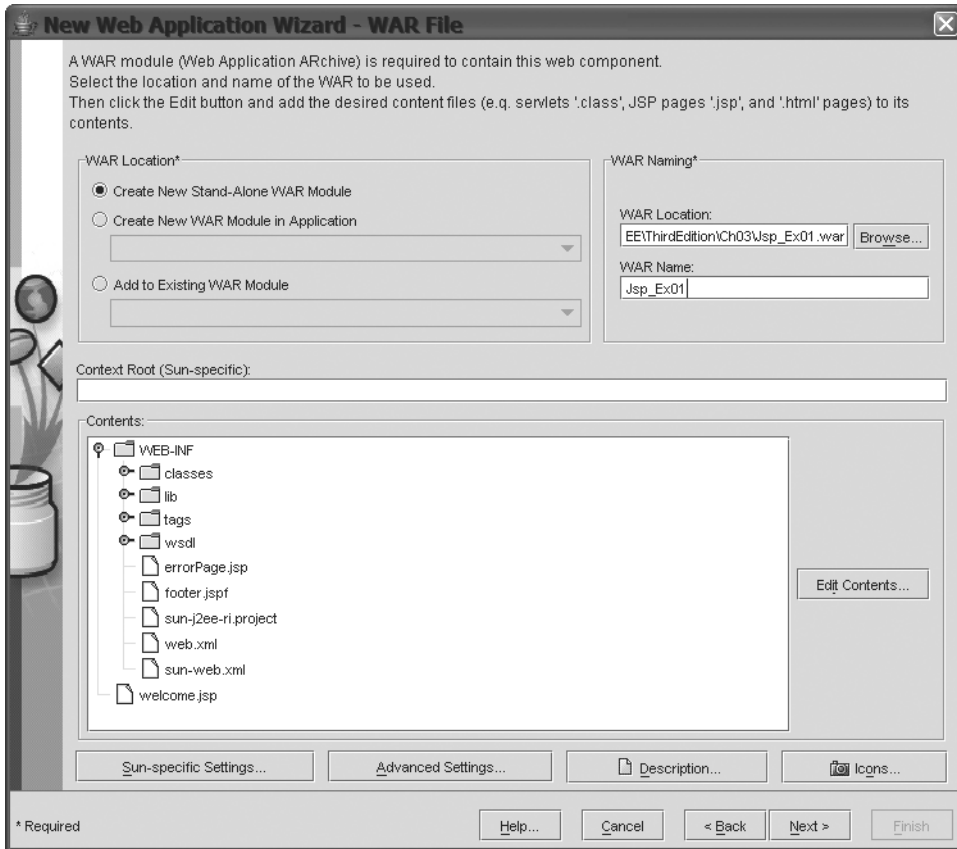 New Web Application Wizard - WAR File
A WAR module (Web Application ARchive) is required to contain this web component.
Select the location and name of the WAR to be used.
Then click the Edit button and add the desired content files (e.q. servlets '.class', JSP pages '.jsp', and '.html' pages) to its
contents.
WAR Location*
Create New Stand-Alone WAR Module
Create New WAR Module in Application
Add to Existing WAR Module
WAR Naming*
WAR Location:
EE\ThirdEdition\Ch03\Jsp_Ex01.war
Browse...
WAR Name:
Jsp_Ex01
Context Root (Sun-specific):
Contents:
WEB-INF
classes
lib
tags
wsdl
errorPage.jsp
footer.jspf
sun-j2ee-ri.project
web.xml
sun-web.xml
welcome.jsp
Edit Contents...
Sun-specific Settings...
Advanced Settings...
Description...
Icons...
* Required
Help...
Cancel
< Back
Next >
Finish